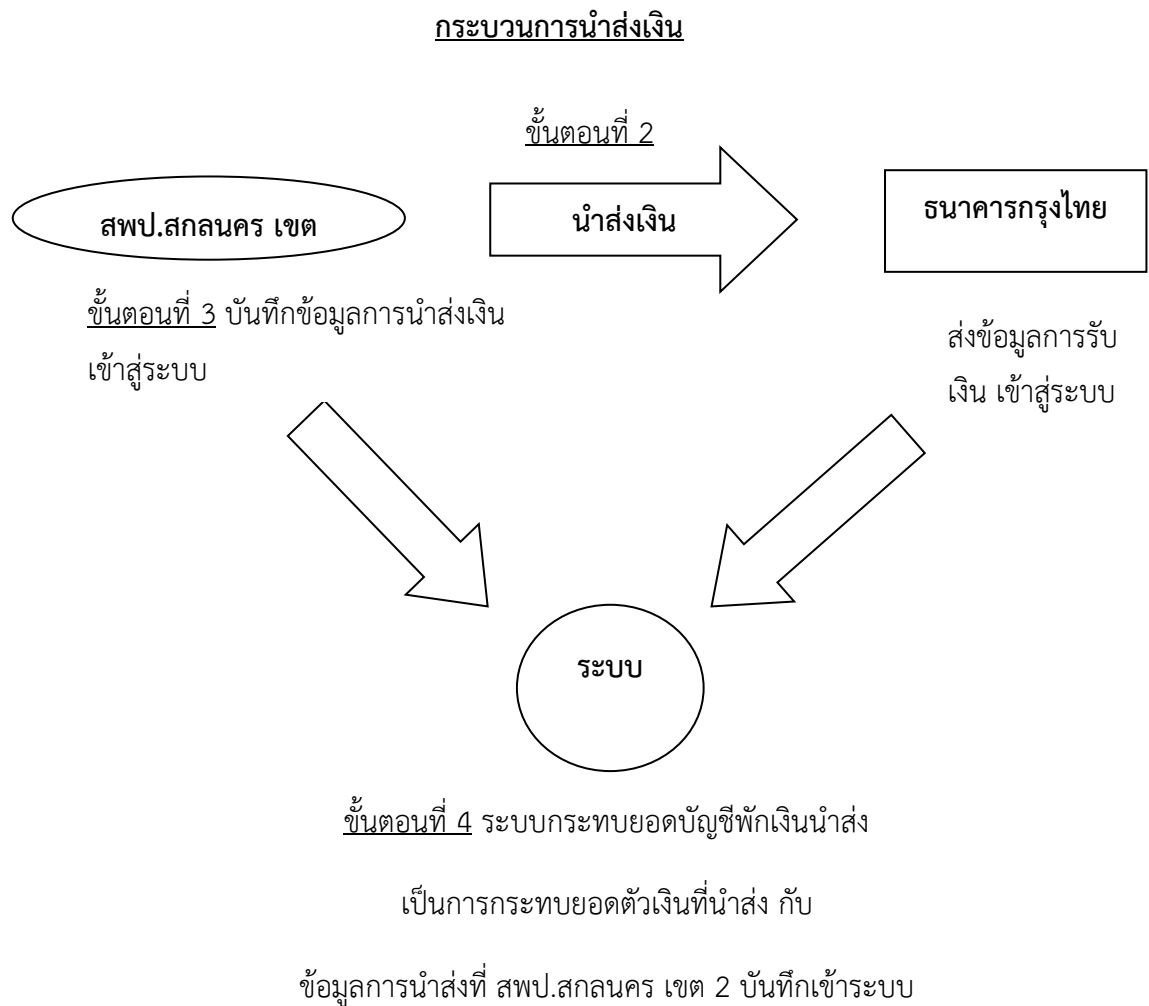 กระบวนการนำส่งเงิน
ขั้นตอนที่ 2
สพป.สกลนคร เขต
นำส่งเงิน
ธนาคารกรุงไทย
ขั้นตอนที่ 3 บันทึกข้อมูลการนำส่งเงิน
เข้าสู่ระบบ
ส่งข้อมูลการรับ
เงิน เข้าสู่ระบบ
ระบบ
ขั้นตอนที่ 4 ระบบกระทบยอดบัญชีพักเงินนำส่ง
เป็นการกระทบยอดตัวเงินที่นำส่ง กับ
ข้อมูลการนำส่งที่ สพป.สกลนคร เขต 2 บันทึกเข้าระบบ